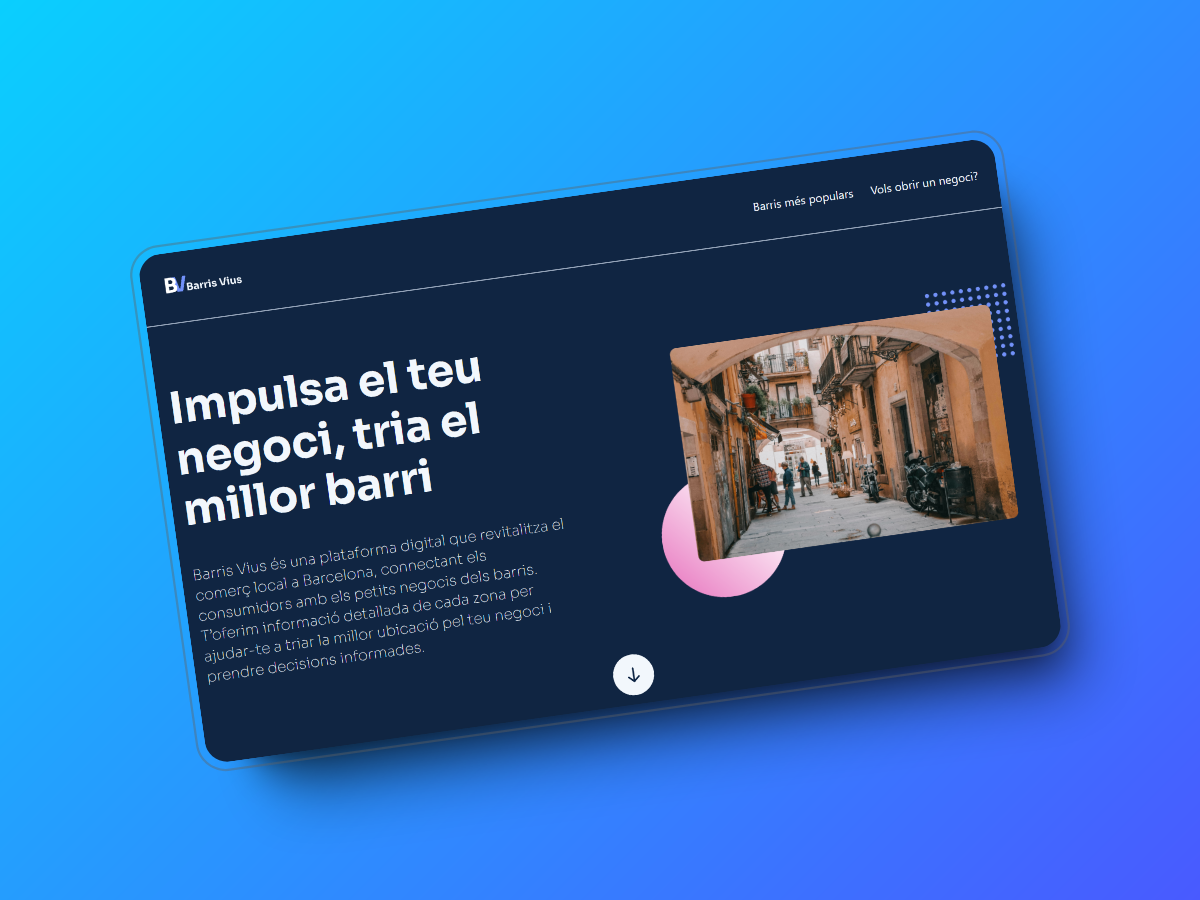 BV Barris Vius
Barris més populars
Vols obrir un negoci?
Impulsa el teu
negoci, tria el
millor barri
Barris Vius és una plataforma digital que revitalitza el
comerç local a Barcelona, connectant els
consumidors amb els petits negocis dels barris.
T'oferim informació detallada de cada zona per
ajudar-te a triar la millor ubicació pel teu negoci i
prendre decisions informades.